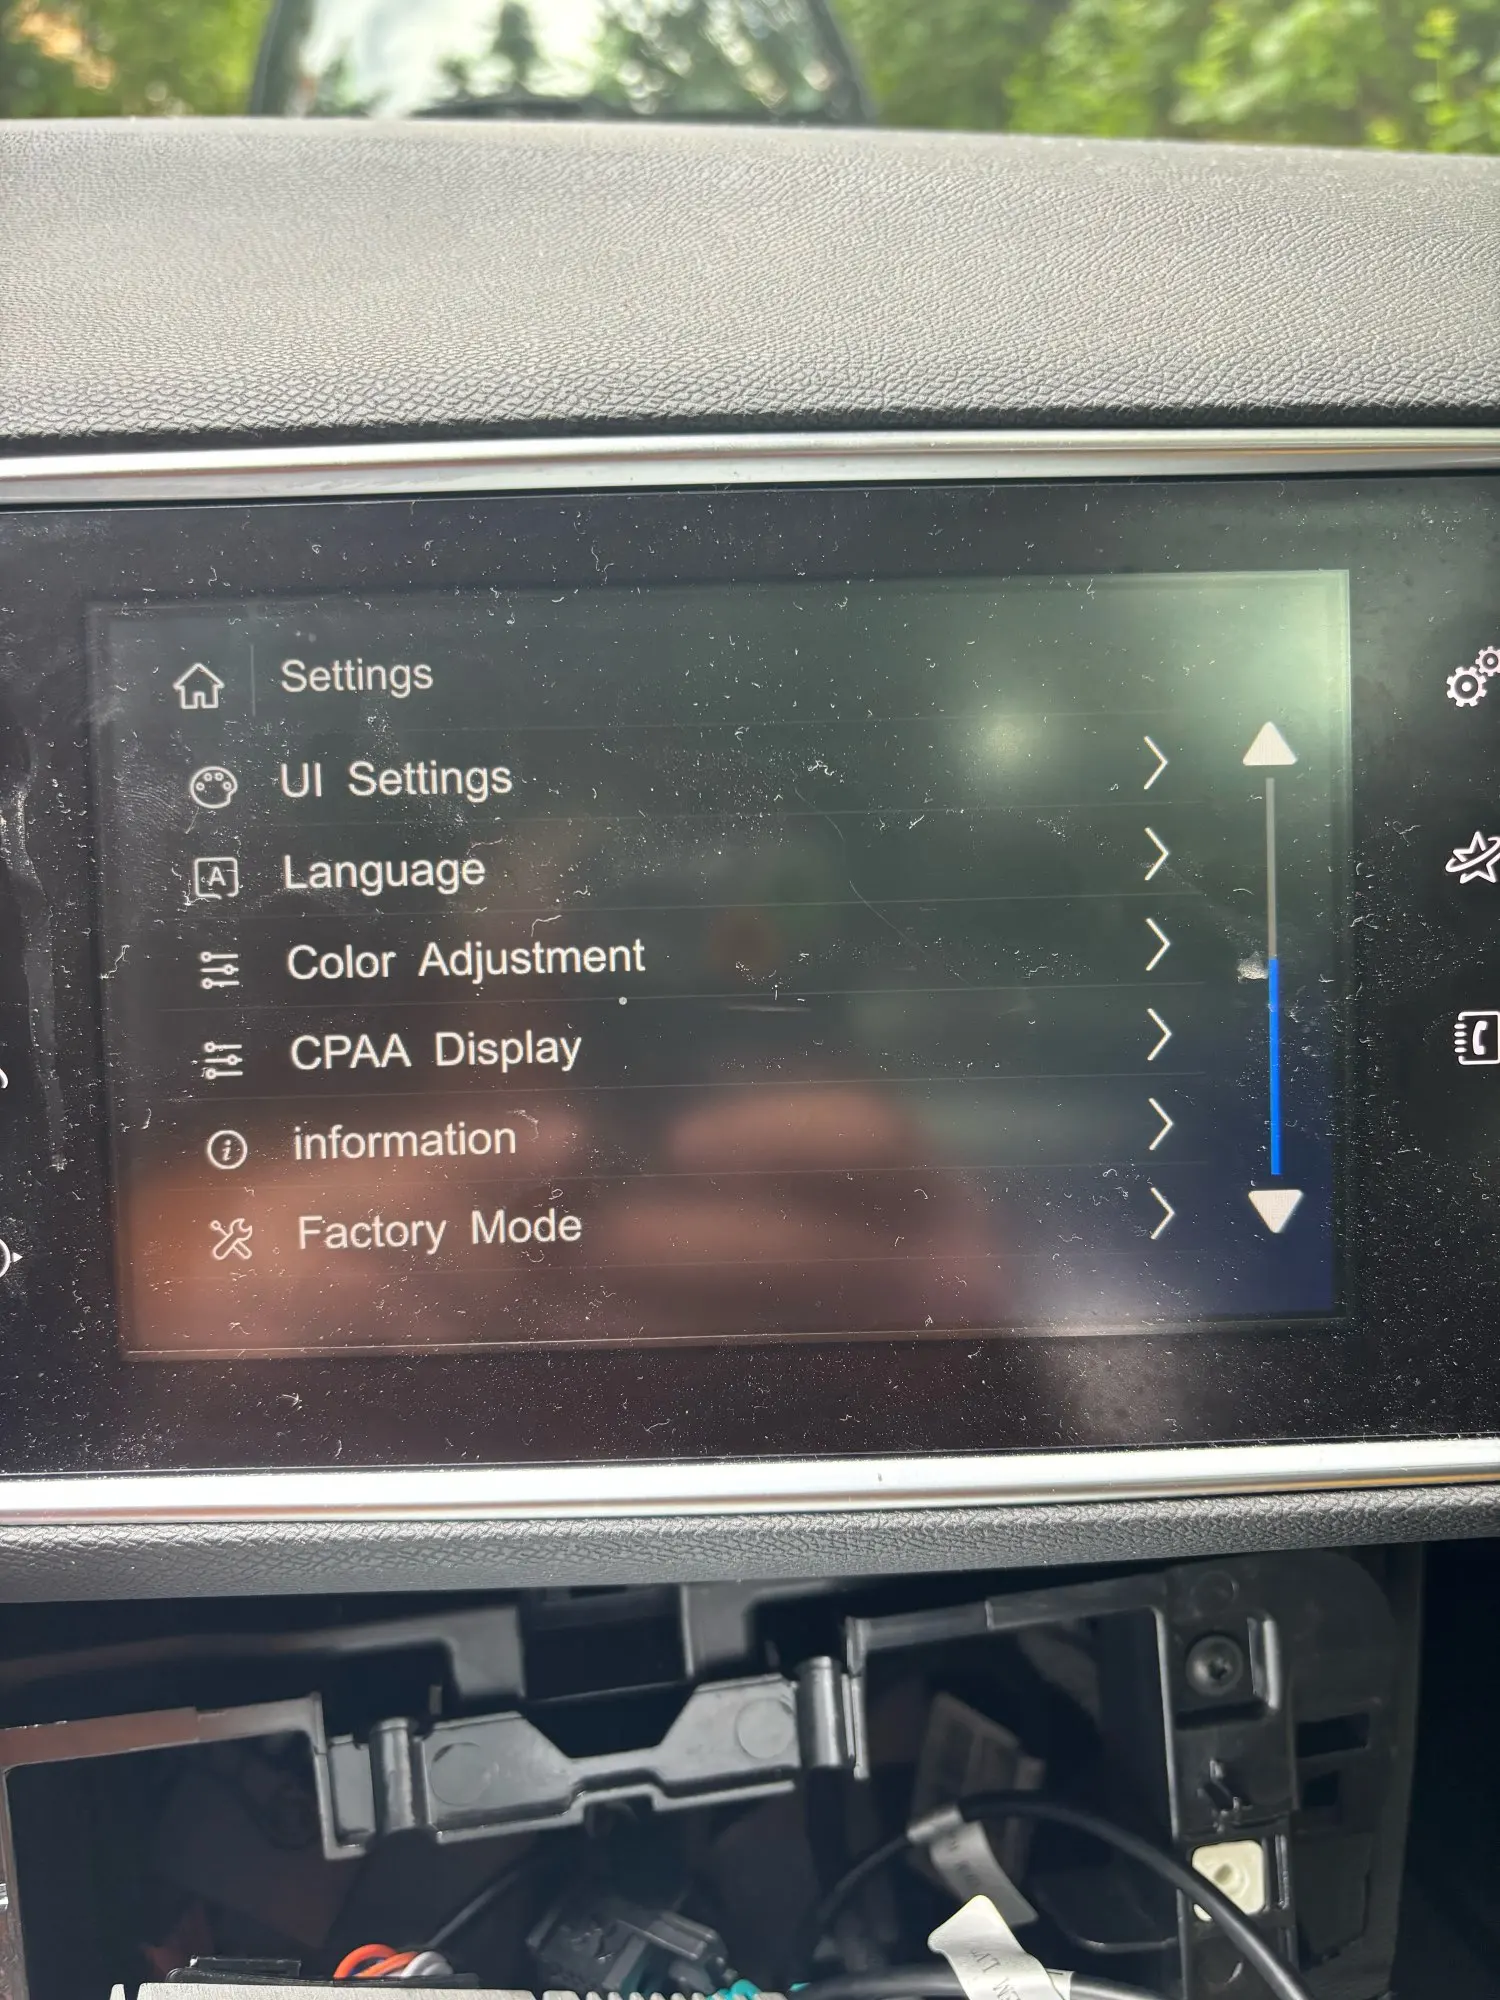 Settings
UI Settings
A Language
Color Adjustment
CPAA Display
i information
Factory Mode